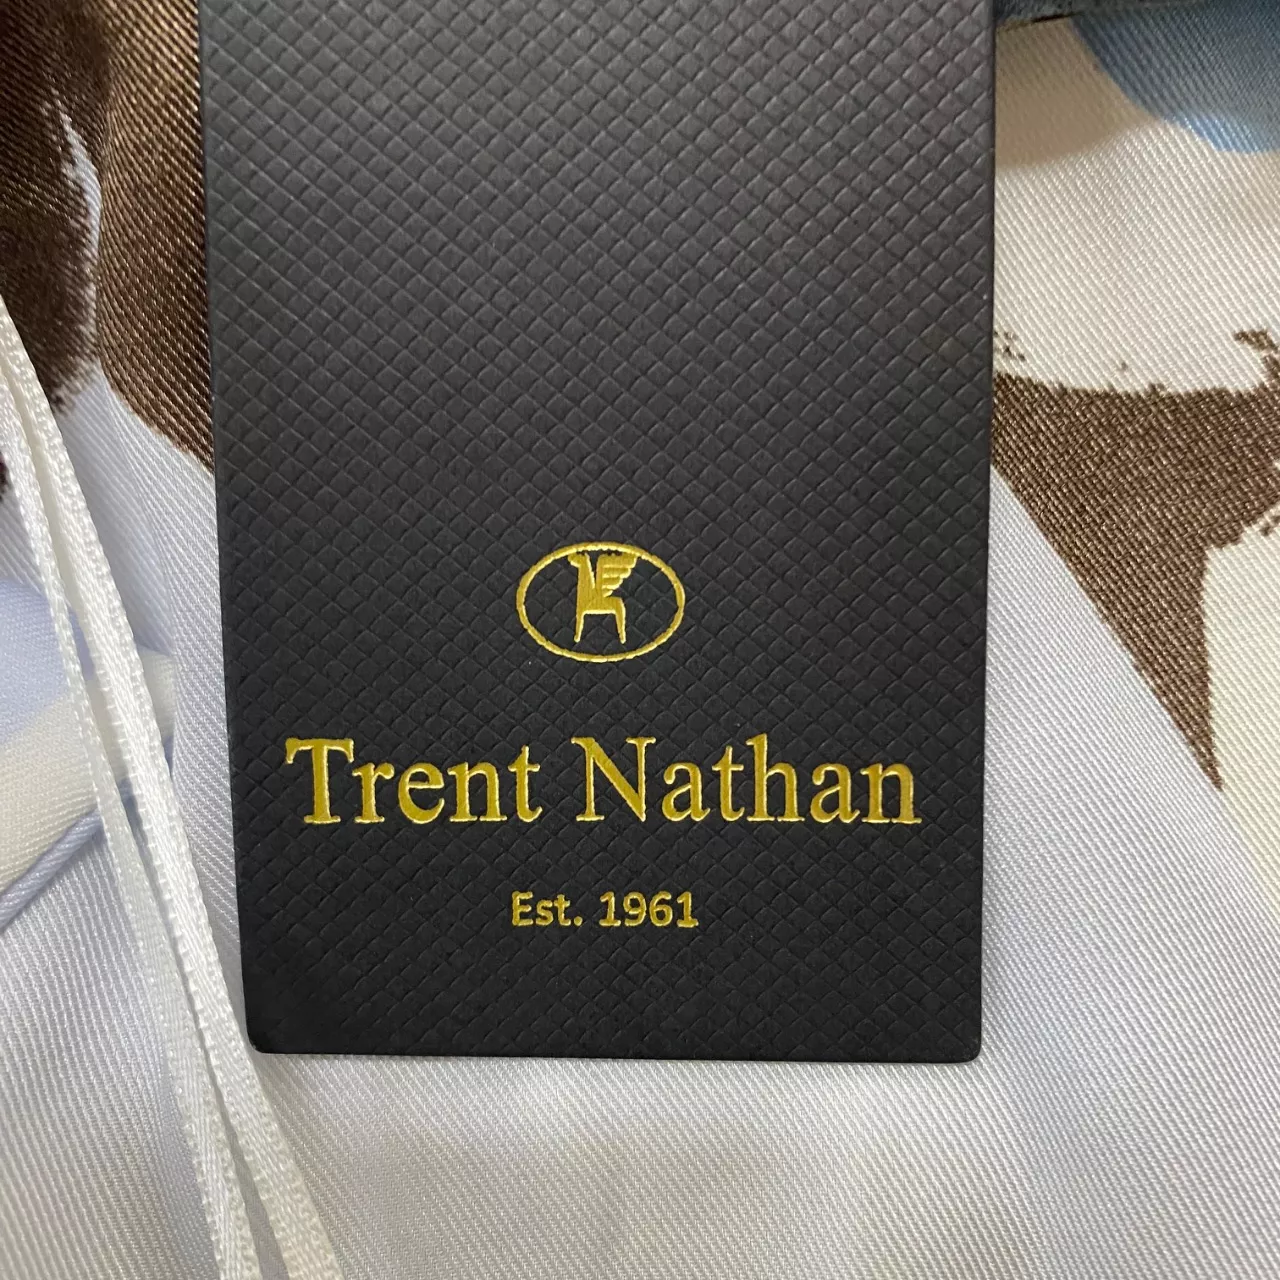 Trent Nathan
Est. 1961